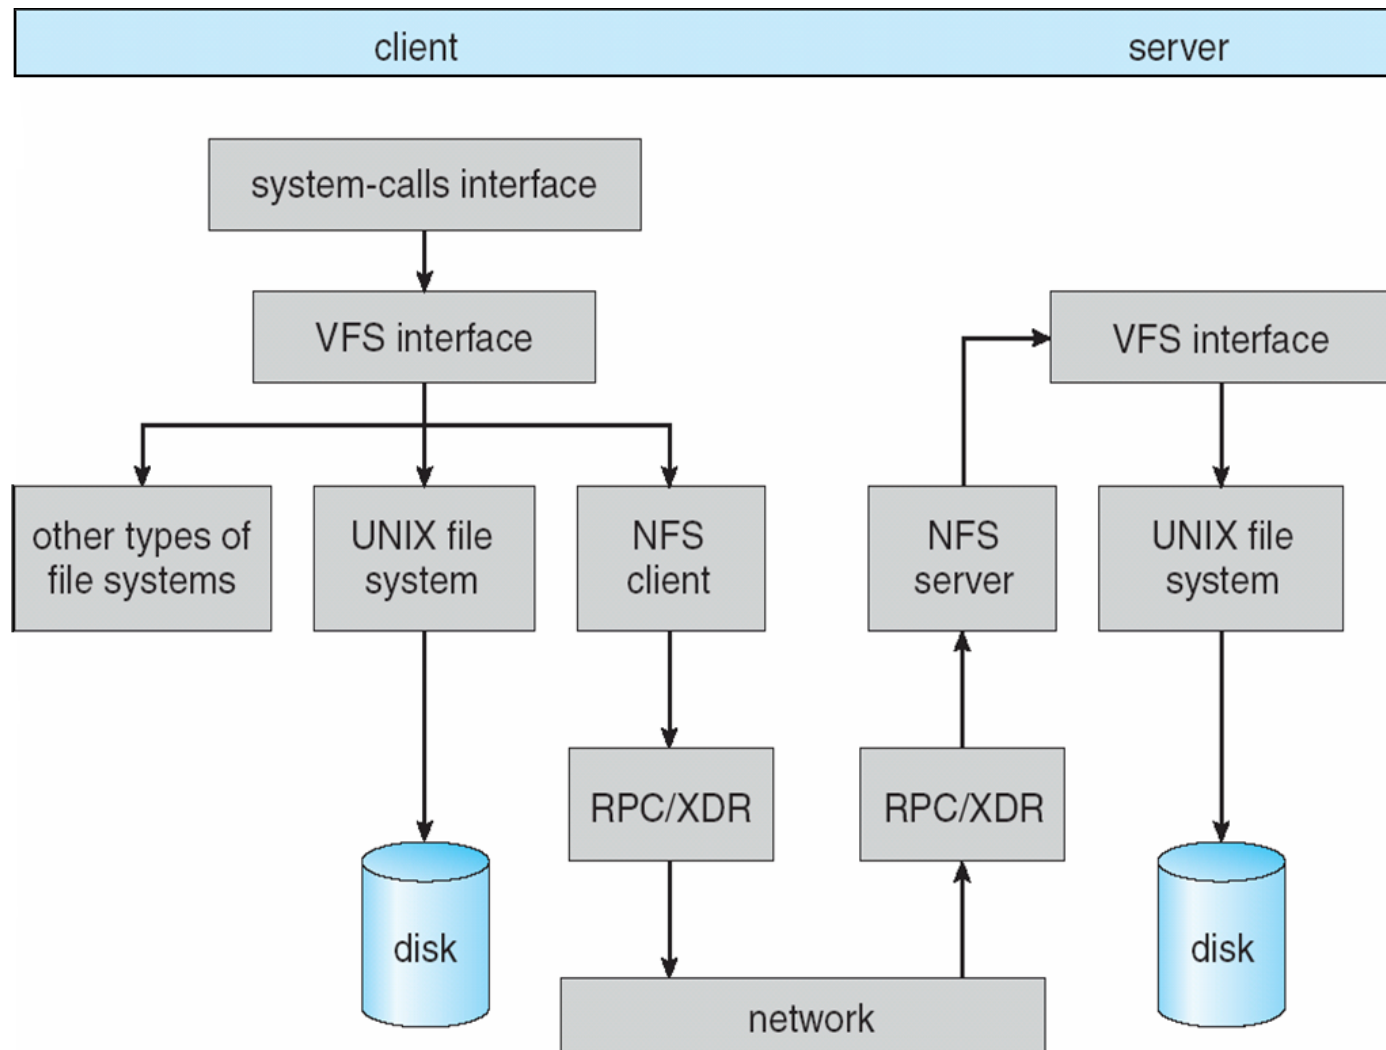 client
server
system-calls interface
VFS interface
VFS interface
other types of
file systems
UNIX file
system
NFS
client
NFS
server
UNIX file
system
RPC/XDR
RPC/XDR
disk
disk
network